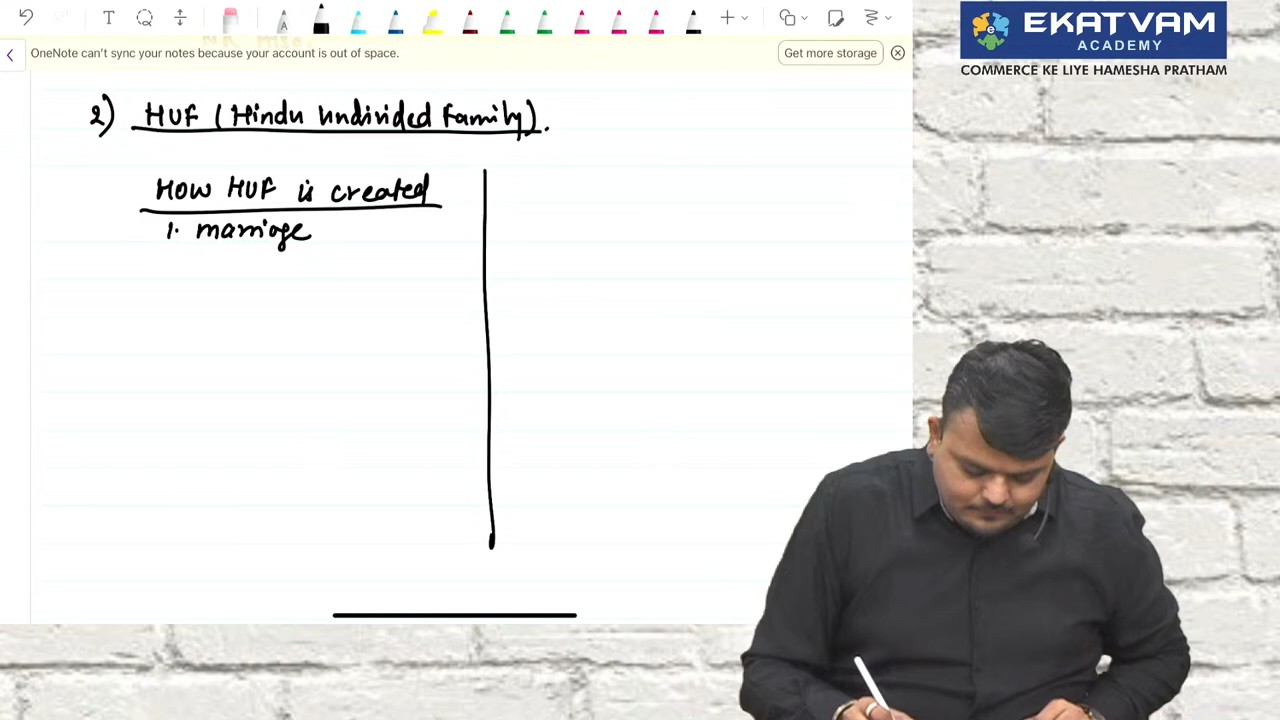 EKATVAM
ACADEMY
COMMERCE KE LIYE HAMESHA PRATHAM
OneNote can't sync your notes because your account is out of space.
Get more storage
2) HUF (Hindu Undivided Family).
How HUF is created
1. marriage